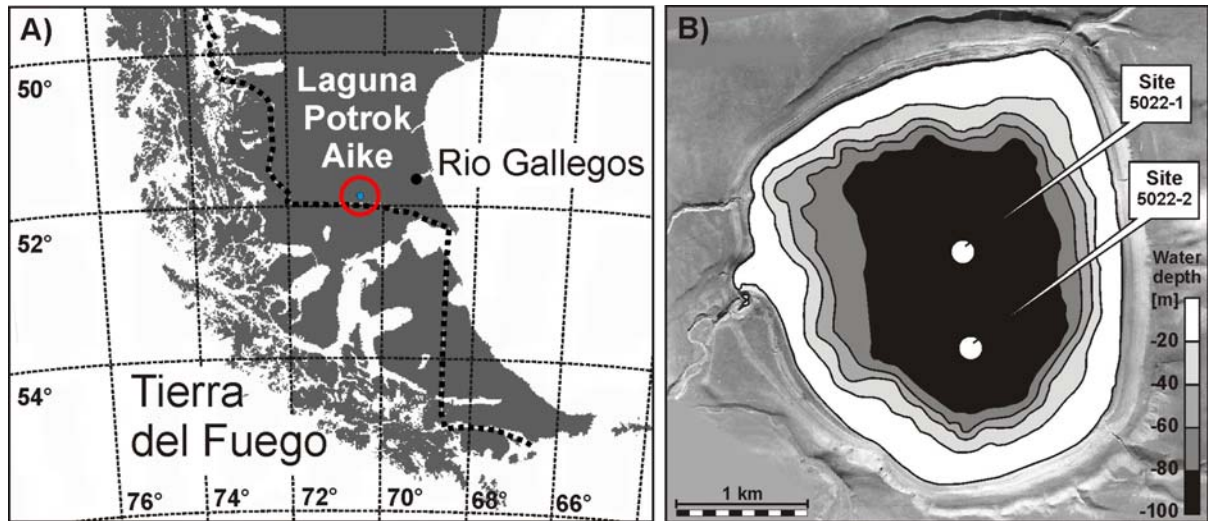 A)
50°
52°
54°
Laguna
Potrok
Aike
Rio Gallegos
Tierra
del Fuego
76°
74°
72°
70°
68°
66°
B)
Site
5022-1
Site
5022-2
Water
depth
[m]
-20
-40
-60
-80
-100
1 km